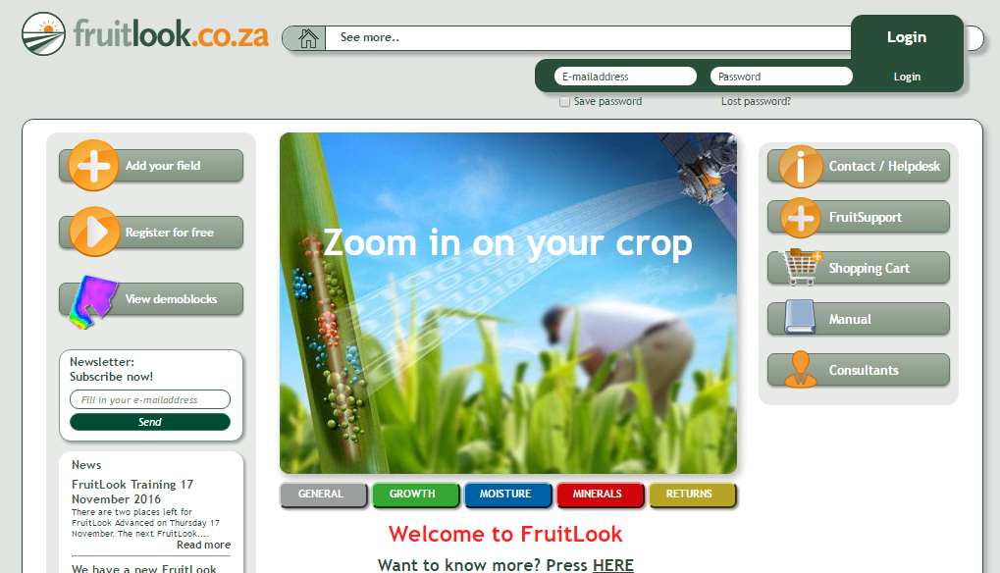 fruitlook.co.za
See more..
Login
E-mailaddress
Password
Login
Save password
Lost password?
Add your field
Register for free
View demoblocks
Newsletter:
Subscribe now!
Fill in your e-mailaddress
Send
News
FruitLook Training 17
November 2016
There are two places left for
FruitLook Advanced on Thursday 17
November. The next FruitLook....
Read more
We have a new FruitLook
Zoom in on your crop
GENERAL
GROWTH
MOISTURE
MINERALS
RETURNS
Welcome to FruitLook
Want to know more? Press HERE
Contact / Helpdesk
FruitSupport
Shopping Cart
Manual
Consultants